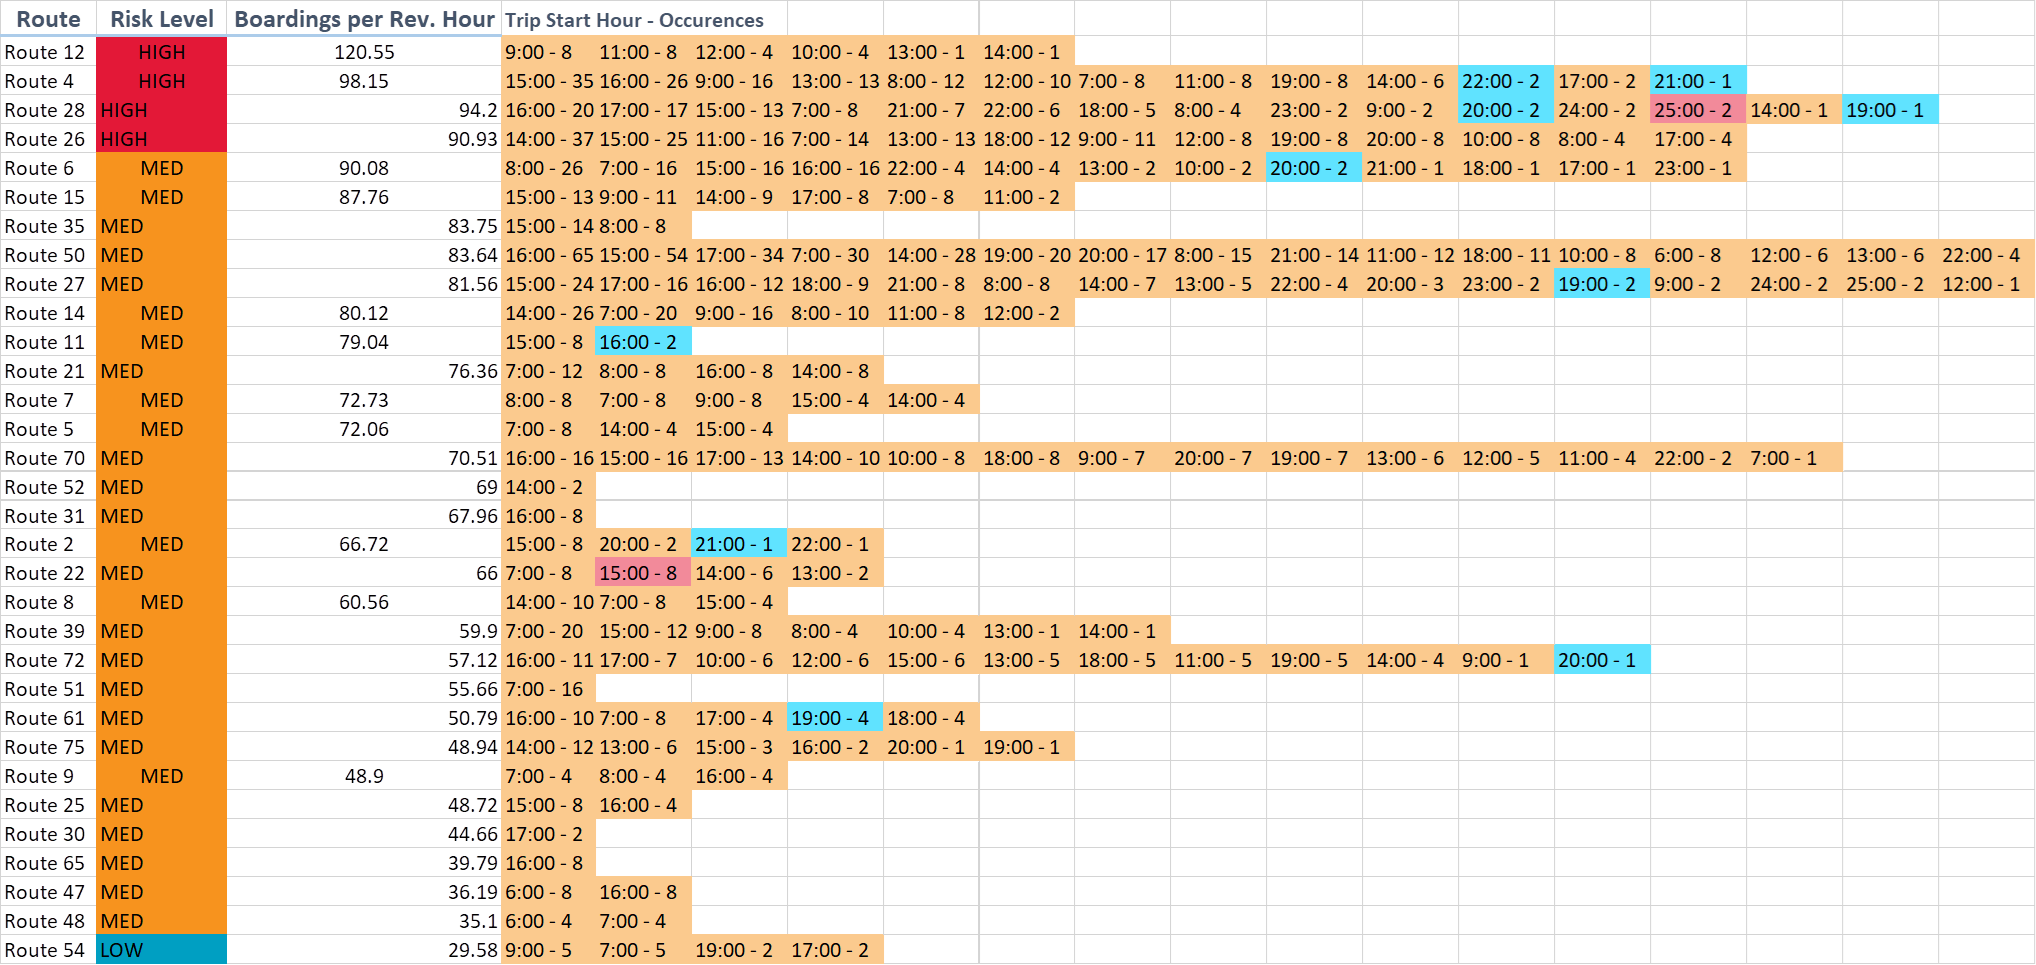 Route Risk Level Boardings per Rev. Hour Trip Start Hour - Occurences
Route 12 HIGH 120.55 9:00 - 8 11:00 - 8 12:00 - 4 10:00 - 4 13:00 - 1 14:00 - 1
Route 4 HIGH 98.15 15:00 - 35 16:00 - 26 9:00 - 16 13:00 - 13 8:00 - 12 12:00 - 10 7:00 - 8 11:00 - 8 19:00 - 8 14:00 - 6 22:00 - 2 17:00 - 2 21:00 - 1
Route 28 HIGH 94.2 16:00 - 20 17:00 - 17 15:00 - 13 7:00 - 8 21:00 - 7 22:00 - 6 18:00 - 5 8:00 - 4 23:00 - 2 9:00 - 2 20:00 - 2 24:00 - 2 25:00 - 2 14:00 - 1 19:00 - 1
Route 26 HIGH 90.93 14:00 - 37 15:00 - 25 11:00 - 16 7:00 - 14 13:00 - 13 18:00 - 12 9:00 - 11 12:00 - 8 19:00 - 8 20:00 - 8 10:00 - 8 8:00 - 4 17:00 - 4
Route 6 MED 90.08 8:00 - 26 7:00 - 16 15:00 - 16 16:00 - 16 22:00 - 4 14:00 - 4 13:00 - 2 10:00 - 2 20:00 - 2 21:00 - 1 18:00 - 1 17:00 - 1 23:00 - 1
Route 15 MED 87.76 15:00 - 13 9:00 - 11 14:00 - 9 17:00 - 8 7:00 - 8 11:00 - 2
Route 35 MED 83.75 15:00 - 14 8:00 - 8
Route 50 MED 83.64 16:00 - 65 15:00 - 54 17:00 - 34 7:00 - 30 14:00 - 28 19:00 - 20 20:00 - 17 8:00 - 15 21:00 - 14 11:00 - 12 18:00 - 11 10:00 - 8 6:00 - 8 12:00 - 6 13:00 - 6 22:00 - 4
Route 27 MED 81.56 15:00 - 24 17:00 - 16 16:00 - 12 18:00 - 9 21:00 - 8 8:00 - 8 14:00 - 7 13:00 - 5 22:00 - 4 20:00 - 3 23:00 - 2 19:00 - 2 9:00 - 2 24:00 - 2 25:00 - 2 12:00 - 1
Route 14 MED 80.12 14:00 - 26 7:00 - 20 9:00 - 16 8:00 - 10 11:00 - 8 12:00 - 2
Route 11 MED 79.04 15:00 - 8 16:00 - 2
Route 21 MED 76.36 7:00 - 12 8:00 - 8 16:00 - 8 14:00 - 8
Route 7 MED 72.73 8:00 - 8 7:00 - 8 9:00 - 8 15:00 - 4 14:00 - 4
Route 5 MED 72.06 7:00 - 8 14:00 - 4 15:00 - 4
Route 70 MED 70.51 16:00 - 16 15:00 - 16 17:00 - 13 14:00 - 10 10:00 - 8 18:00 - 8 9:00 - 7 20:00 - 7 19:00 - 7 13:00 - 6 12:00 - 5 11:00 - 4 22:00 - 2 7:00 - 1
Route 52 MED 69 14:00 - 2
Route 31 MED 67.96 16:00 - 8
Route 2 MED 66.72 15:00 - 8 20:00 - 2 21:00 - 1 22:00 - 1
Route 22 MED 66 7:00 - 8 15:00 - 8 14:00 - 6 13:00 - 2
Route 8 MED 60.56 14:00 - 10 7:00 - 8 15:00 - 4
Route 39 MED 59.9 7:00 - 20 15:00 - 12 9:00 - 8 8:00 - 4 10:00 - 4 13:00 - 1 14:00 - 1
Route 72 MED 57.12 16:00 - 11 17:00 - 7 10:00 - 6 12:00 - 6 15:00 - 6 13:00 - 5 18:00 - 5 11:00 - 5 19:00 - 5 14:00 - 4 9:00 - 1 20:00 - 1
Route 51 MED 55.66 7:00 - 16
Route 61 MED 50.79 16:00 - 10 7:00 - 8 17:00 - 4 19:00 - 4 18:00 - 4
Route 75 MED 48.94 14:00 - 12 13:00 - 6 15:00 - 3 16:00 - 2 20:00 - 1 19:00 - 1
Route 9 MED 48.9 7:00 - 4 8:00 - 4 16:00 - 4
Route 25 MED 48.72 15:00 - 8 16:00 - 4
Route 30 MED 44.66 17:00 - 2
Route 65 MED 39.79 16:00 - 8
Route 47 MED 36.19 6:00 - 8 16:00 - 8
Route 48 MED 35.1 6:00 - 4 7:00 - 4
Route 54 LOW 29.58 9:00 - 5 7:00 - 5 19:00 - 2 17:00 - 2